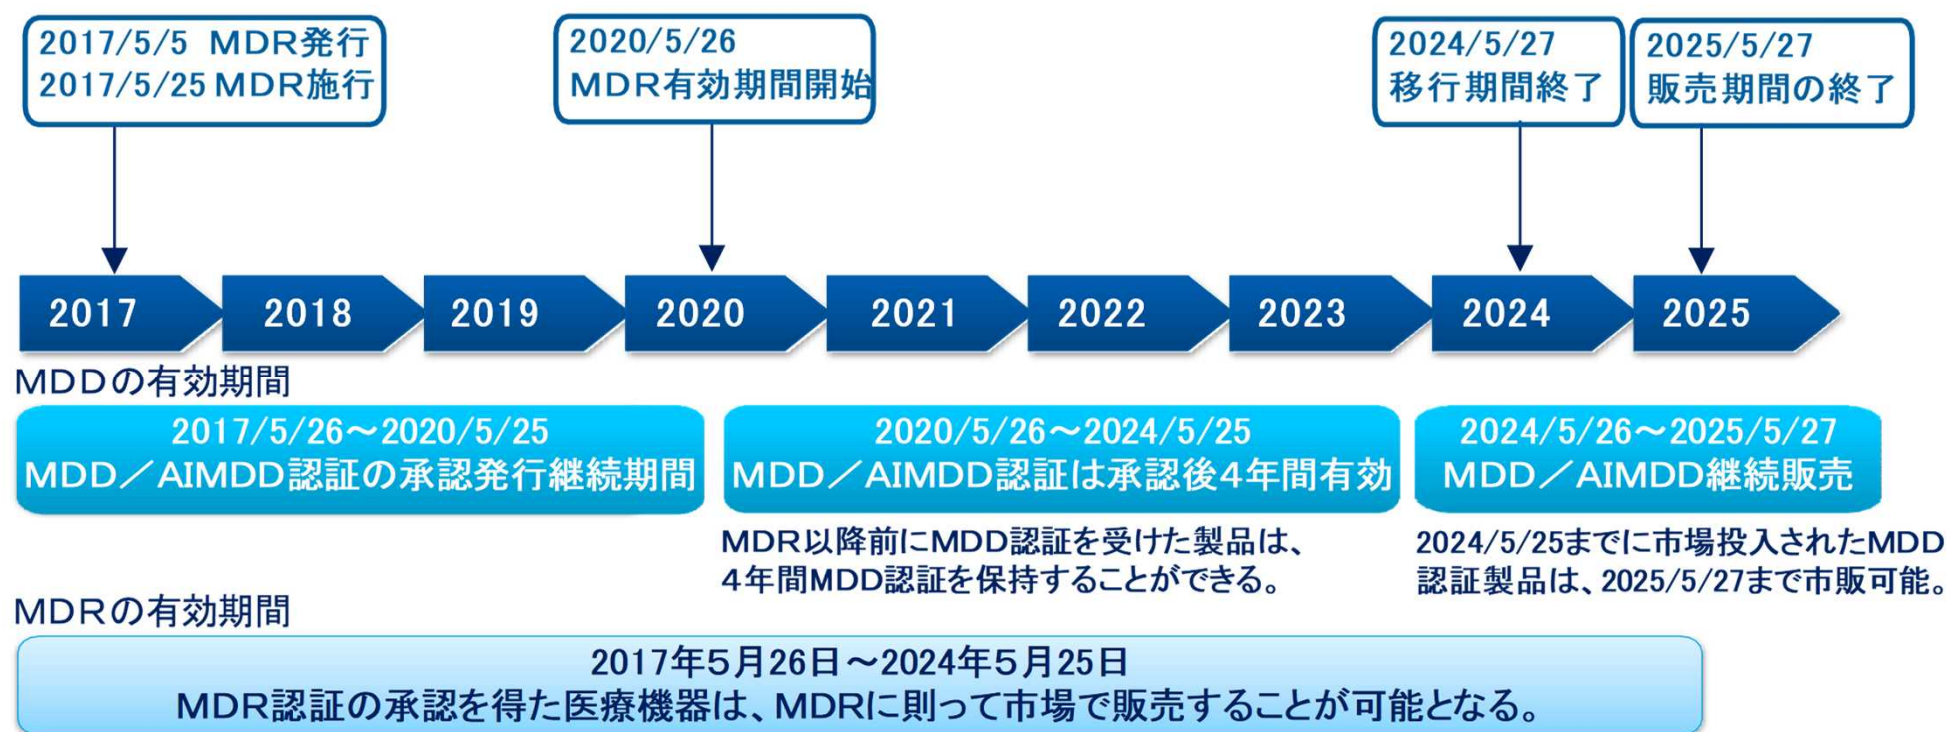 2017/5/5 MDR発行
2017/5/25 MDR施行
2020/5/26
MDR有効期間開始
2024/5/27
移行期間終了
2025/5/27
販売期間の終了
2017
2018
2019
2020
2021
2022
2023
2024
2025
MDDの有効期間
2017/5/26～2020/5/25
MDD／AIMDD認証の承認発行継続期間
2020/5/26～2024/5/25
MDD／AIMDD認証は承認後4年間有効
2024/5/26～2025/5/27
MDD／AIMDD継続販売
MDR以降前にMDD認証を受けた製品は、
4年間MDD認証を保持することができる。
2024/5/25までに市場投入されたMDD
認証製品は、2025/5/27まで市販可能。
MDRの有効期間
2017年5月26日～2024年5月25日
MDR認証の承認を得た医療機器は、MDRに則って市場で販売することが可能となる。